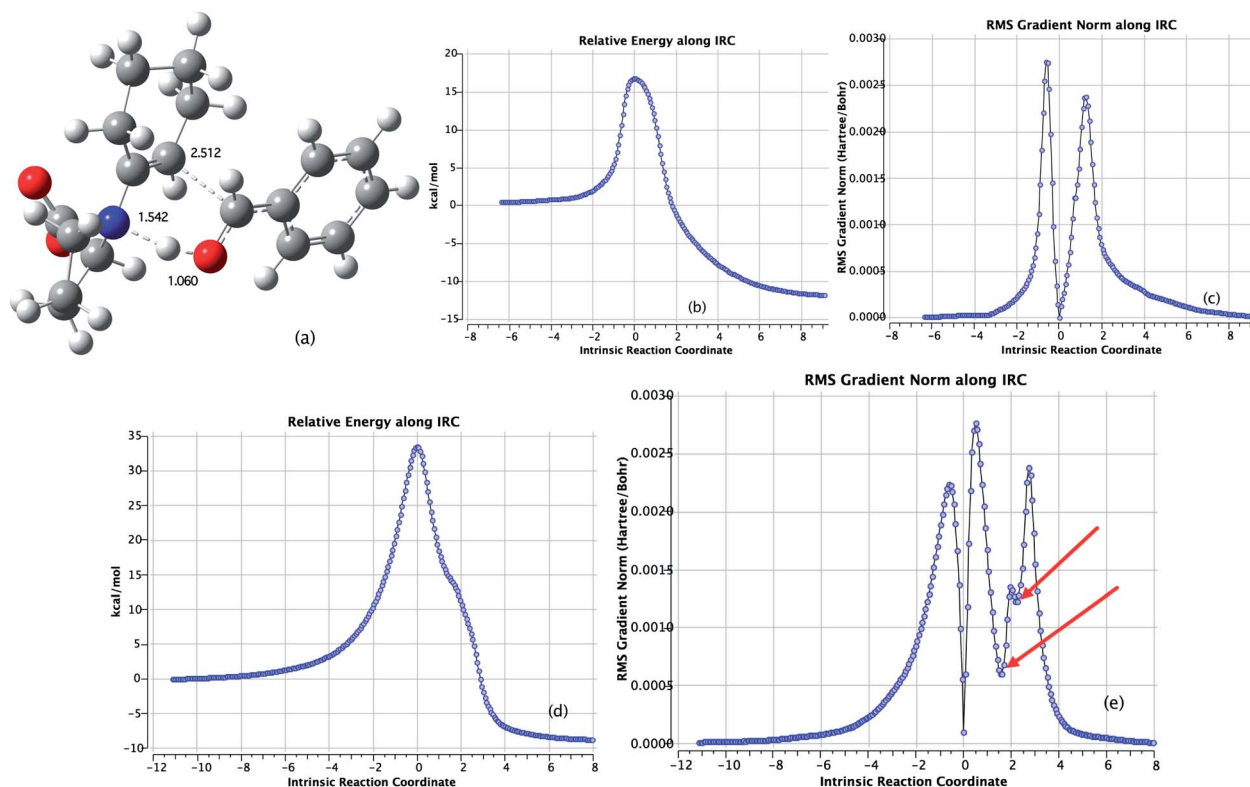 2.512
1.542
1.060
(a)
Relative Energy along IRC
20
15
10
5
0
−5
−10
−15
kcal/mol
−8 −6 −4 −2 0 2 4 6 8
Intrinsic Reaction Coordinate
(b)
RMS Gradient Norm along IRC
0.0030
0.0025
0.0020
0.0015
0.0010
0.0005
0.0000
RMS Gradient Norm (Hartree/Bohr)
−8 −6 −4 −2 0 2 4 6 8
Intrinsic Reaction Coordinate
(c)
Relative Energy along IRC
35
30
25
20
15
10
5
0
−5
−10
kcal/mol
−12 −10 −8 −6 −4 −2 0 2 4 6 8
Intrinsic Reaction Coordinate
(d)
RMS Gradient Norm along IRC
0.0030
0.0025
0.0020
0.0015
0.0010
0.0005
0.0000
RMS Gradient Norm (Hartree/Bohr)
−12 −10 −8 −6 −4 −2 0 2 4 6 8
Intrinsic Reaction Coordinate
(e)